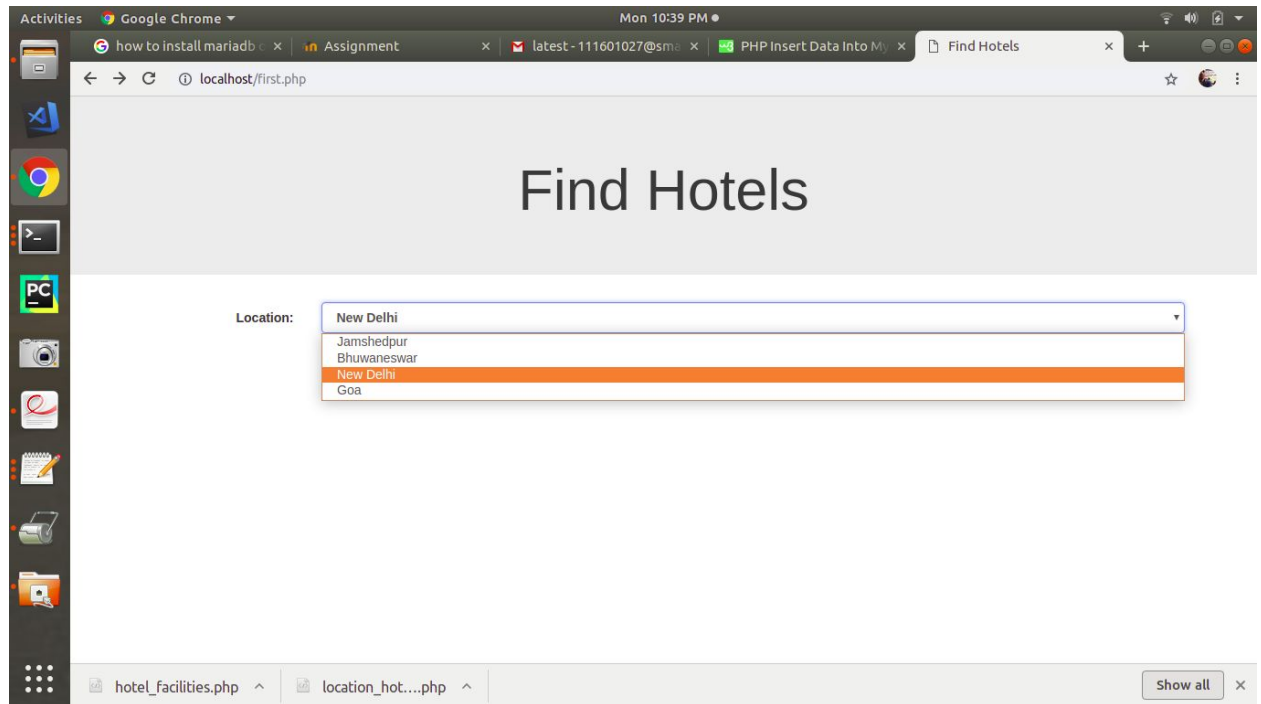 Activities Google Chrome Mon 10:39 PM
how to install mariadb c Assignment latest - 111601027@sma PHP Insert Data Into My Find Hotels
localhost/first.php
Find Hotels
Location: New Delhi
Jamshedpur
Bhuwaneswar
New Delhi
Goa
PC
hotel_facilities.php location_hot....php Show all